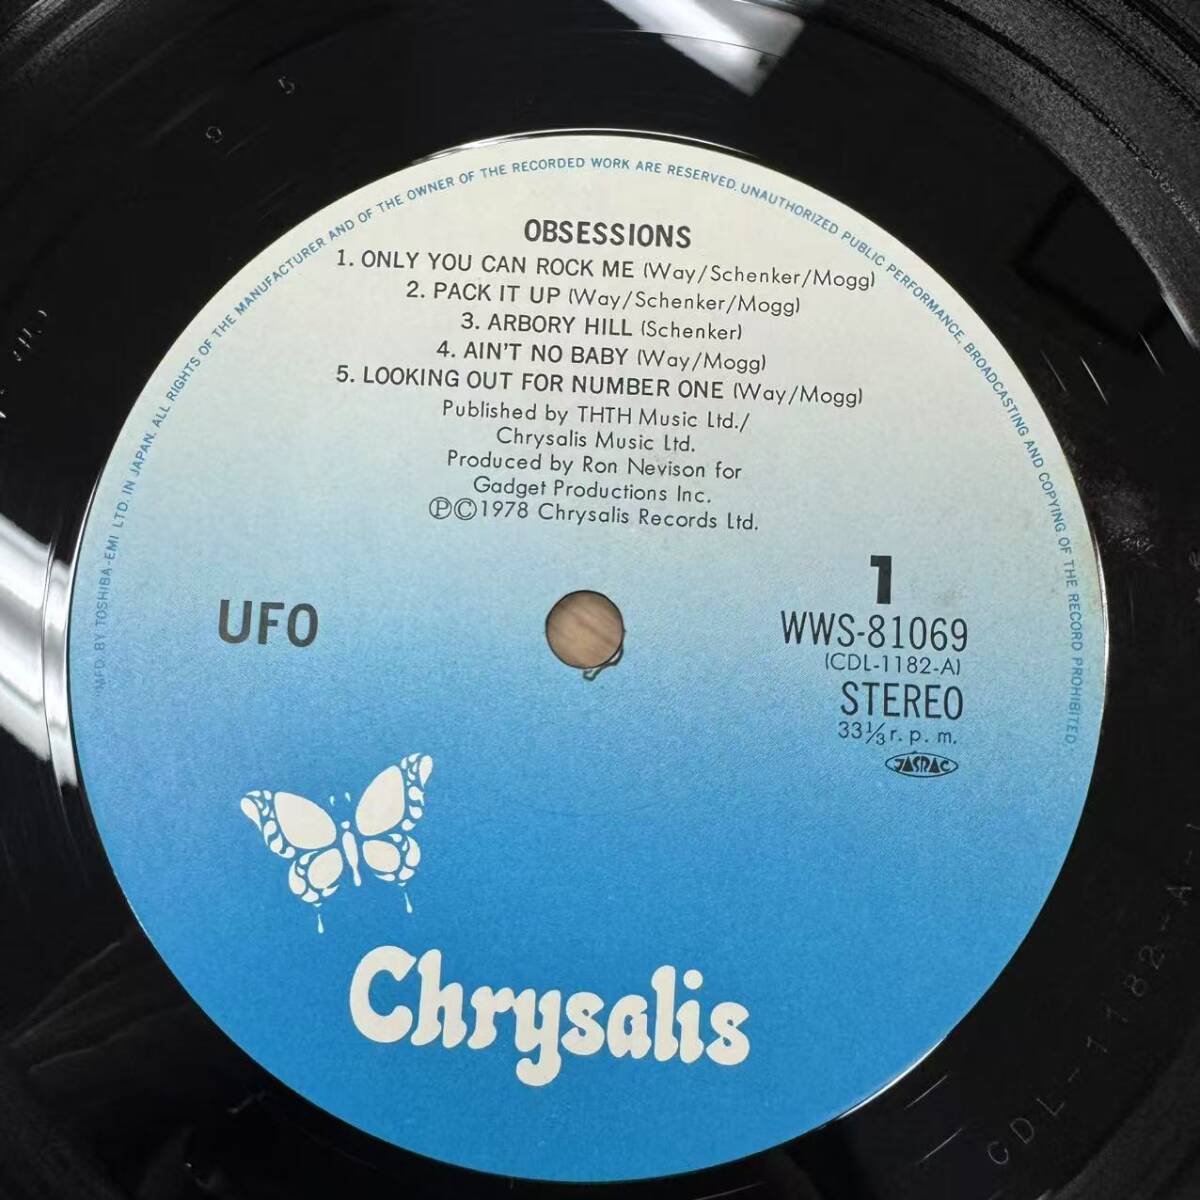 MFD. BY TOSHIBA-EMI LTD. IN JAPAN. ALL RIGHTS OF THE MANUFACTURER AND OF THE OWNER OF THE RECORDED WORK ARE RESERVED. UNAUTHORIZED PUBLIC PERFORMANCE, BROADCASTING AND COPYING OF THE RECORD PROHIBITED.
OBSESSIONS
1. ONLY YOU CAN ROCK ME (Way/Schenker/Mogg)
2. PACK IT UP (Way/Schenker/Mogg)
3. ARBORY HILL (Schenker)
4. AIN'T NO BABY (Way/Mogg)
5. LOOKING OUT FOR NUMBER ONE (Way/Mogg)
Published by THTH Music Ltd./
Chrysalis Music Ltd.
Produced by Ron Nevison for
Gadget Productions Inc.
ⓅⒸ1978 Chrysalis Records Ltd.
UFO
1
WWS-81069
(CDL-1182-A)
STEREO
33⅓ r. p. m.
JASRAC
Chrysalis
CDL-1182-A